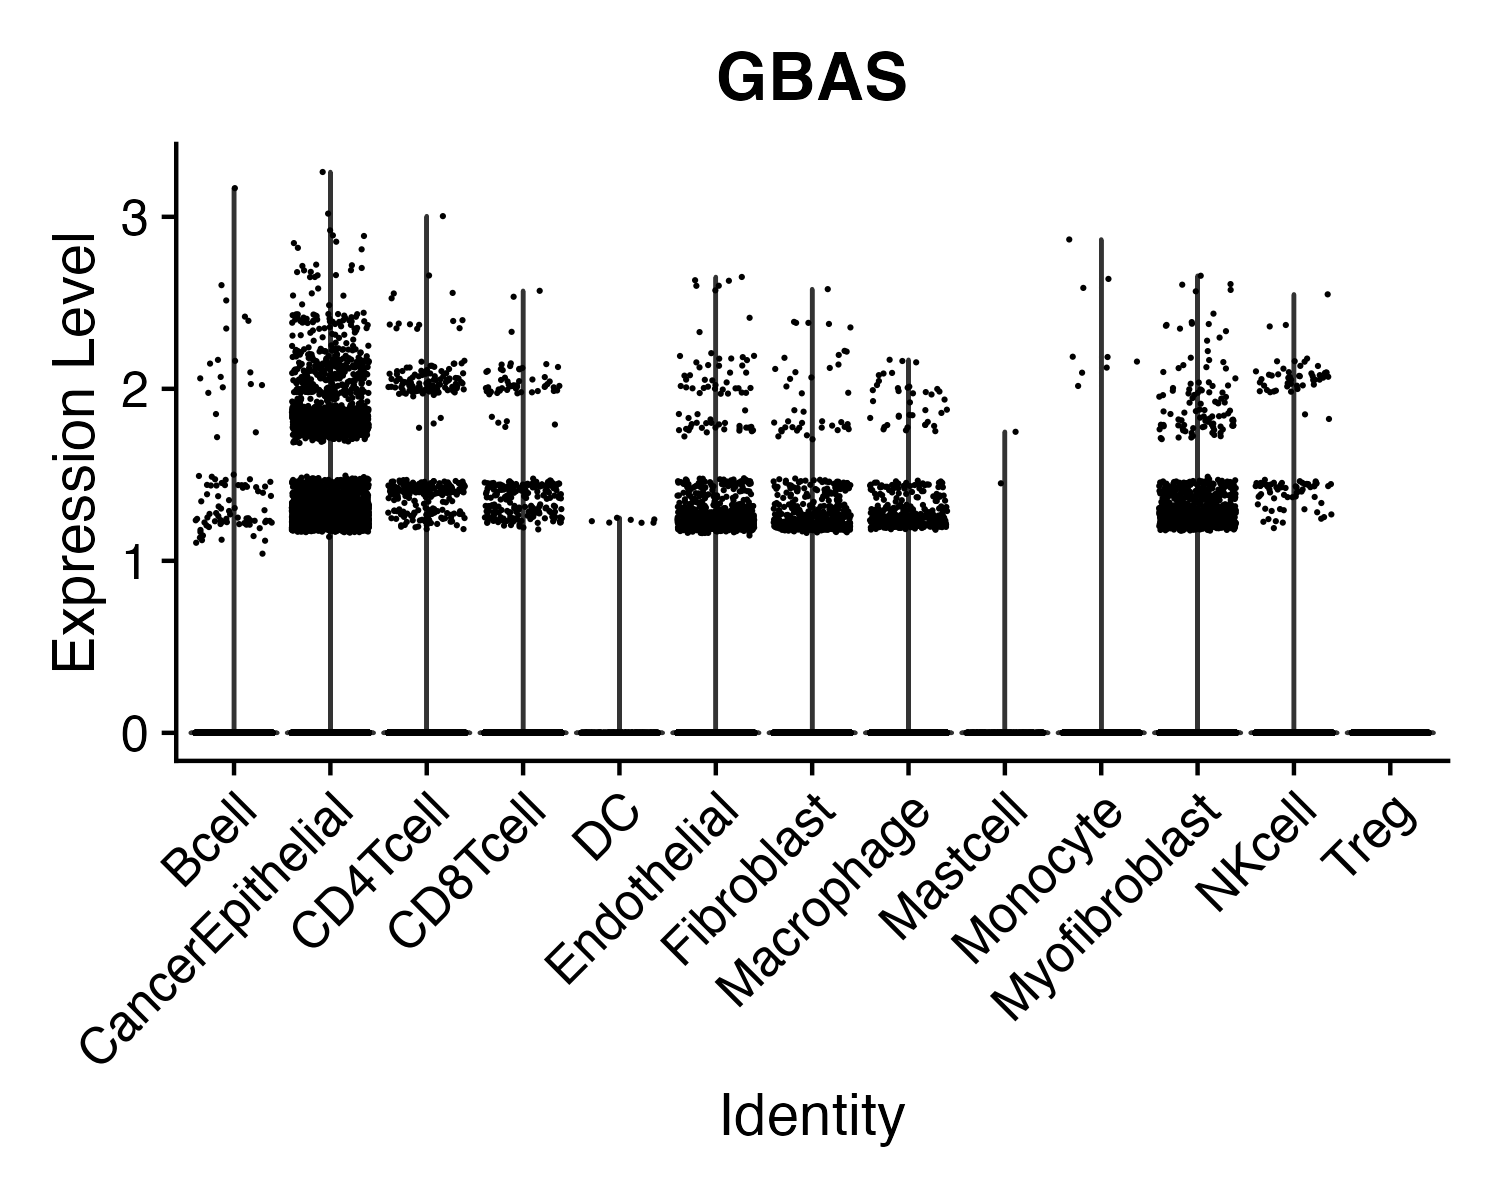 GBAS
Expression Level
3
2
1
0
Bcell
CancerEpithelial
CD4Tcell
CD8Tcell
DC
Endothelial
Fibroblast
Macrophage
Mastcell
Monocyte
Myofibroblast
NKcell
Treg
Identity